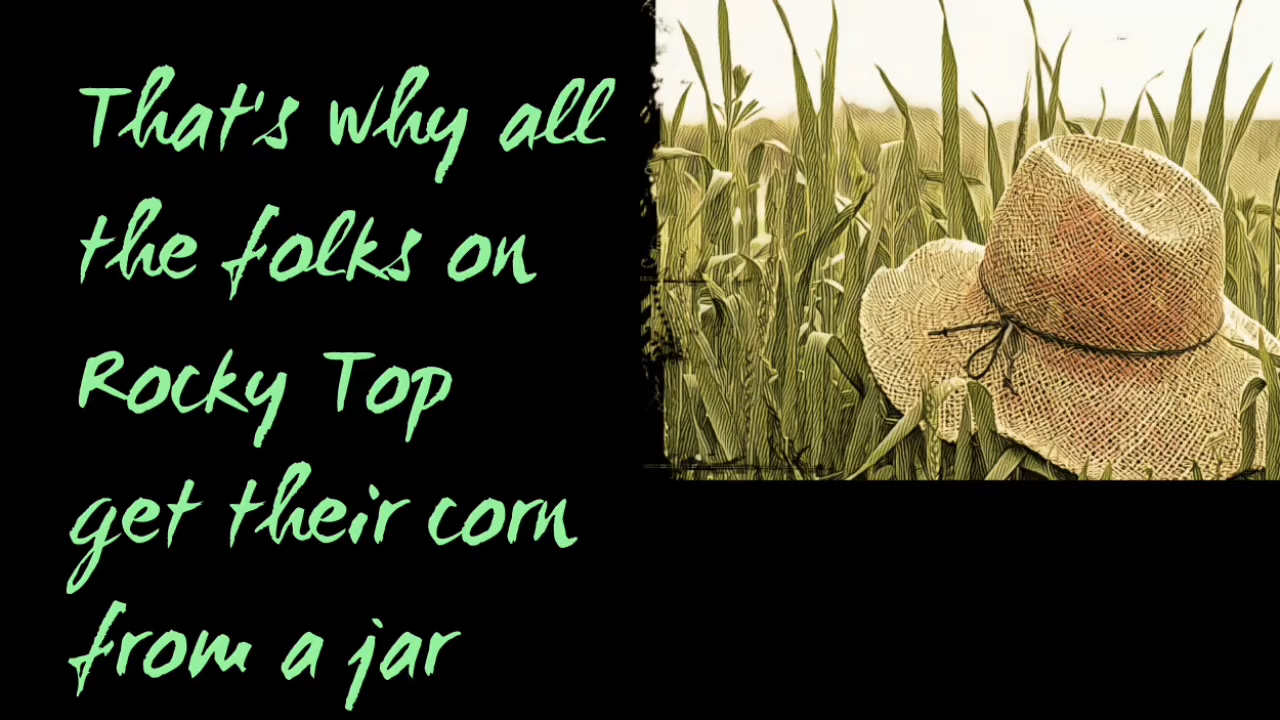 That's why all
the folks on
Rocky Top
get their corn
from a jar